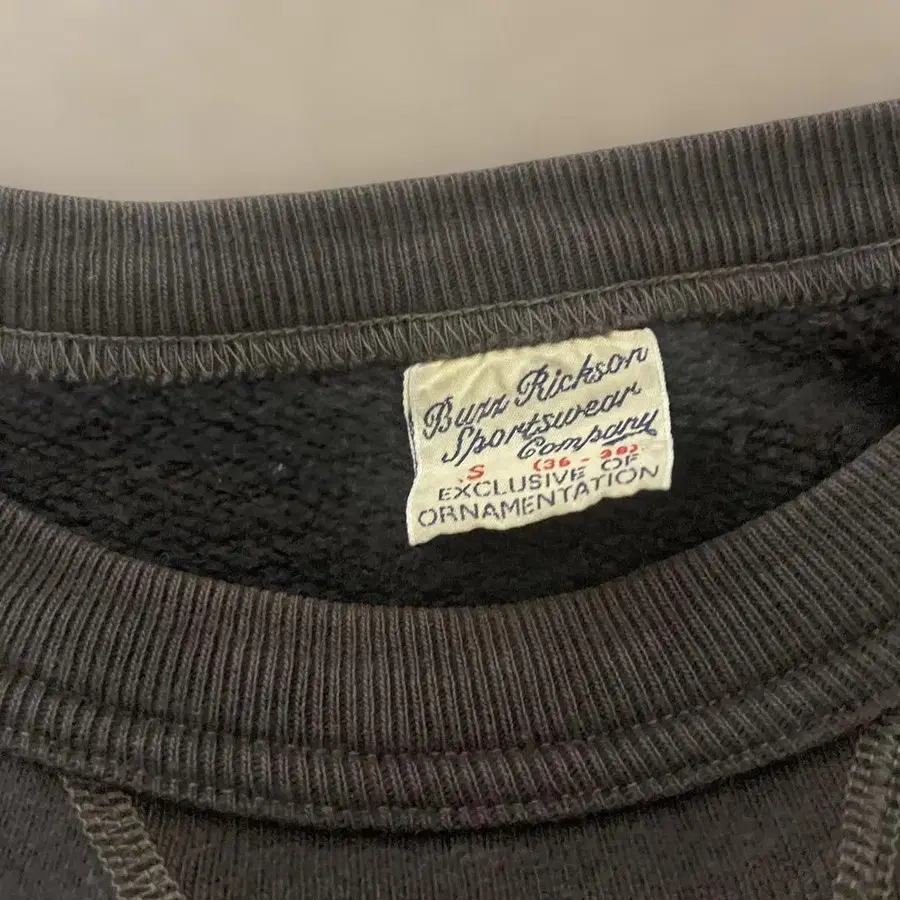 Buzz Rickson
Sportswear
Company
S (36 - 38)
EXCLUSIVE OF
ORNAMENTATION